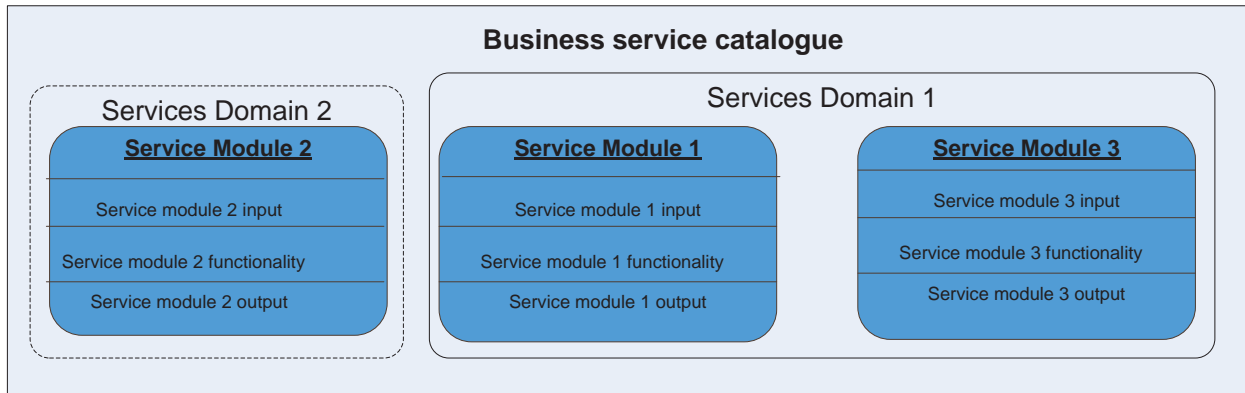 Business service catalogue
Services Domain 2
Service Module 2
Service module 2 input
Service module 2 functionality
Service module 2 output
Services Domain 1
Service Module 1
Service module 1 input
Service module 1 functionality
Service module 1 output
Service Module 3
Service module 3 input
Service module 3 functionality
Service module 3 output